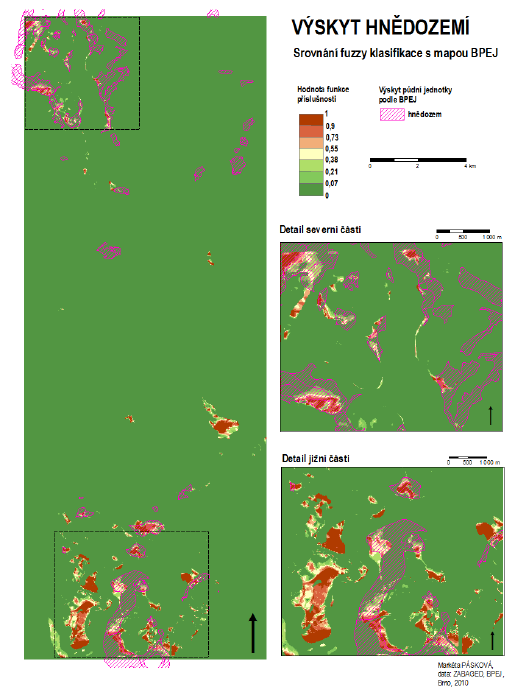 VÝSKYT HNĚDOZEMÍ
Srovnání fuzzy klasifikace s mapou BPEJ
Hodnota funkce
příslušnosti
1
0,9
0,73
0,55
0,38
0,21
0,07
0
Výskyt půdní jednotky
podle BPEJ
hnědozem
0 2 4 km
Detail severní části
0 500 1 000 m
Detail jižní části
0 500 1 000 m
Markéta PÁSKOVÁ,
data: ZABAGED, BPEJ,
Brno, 2010